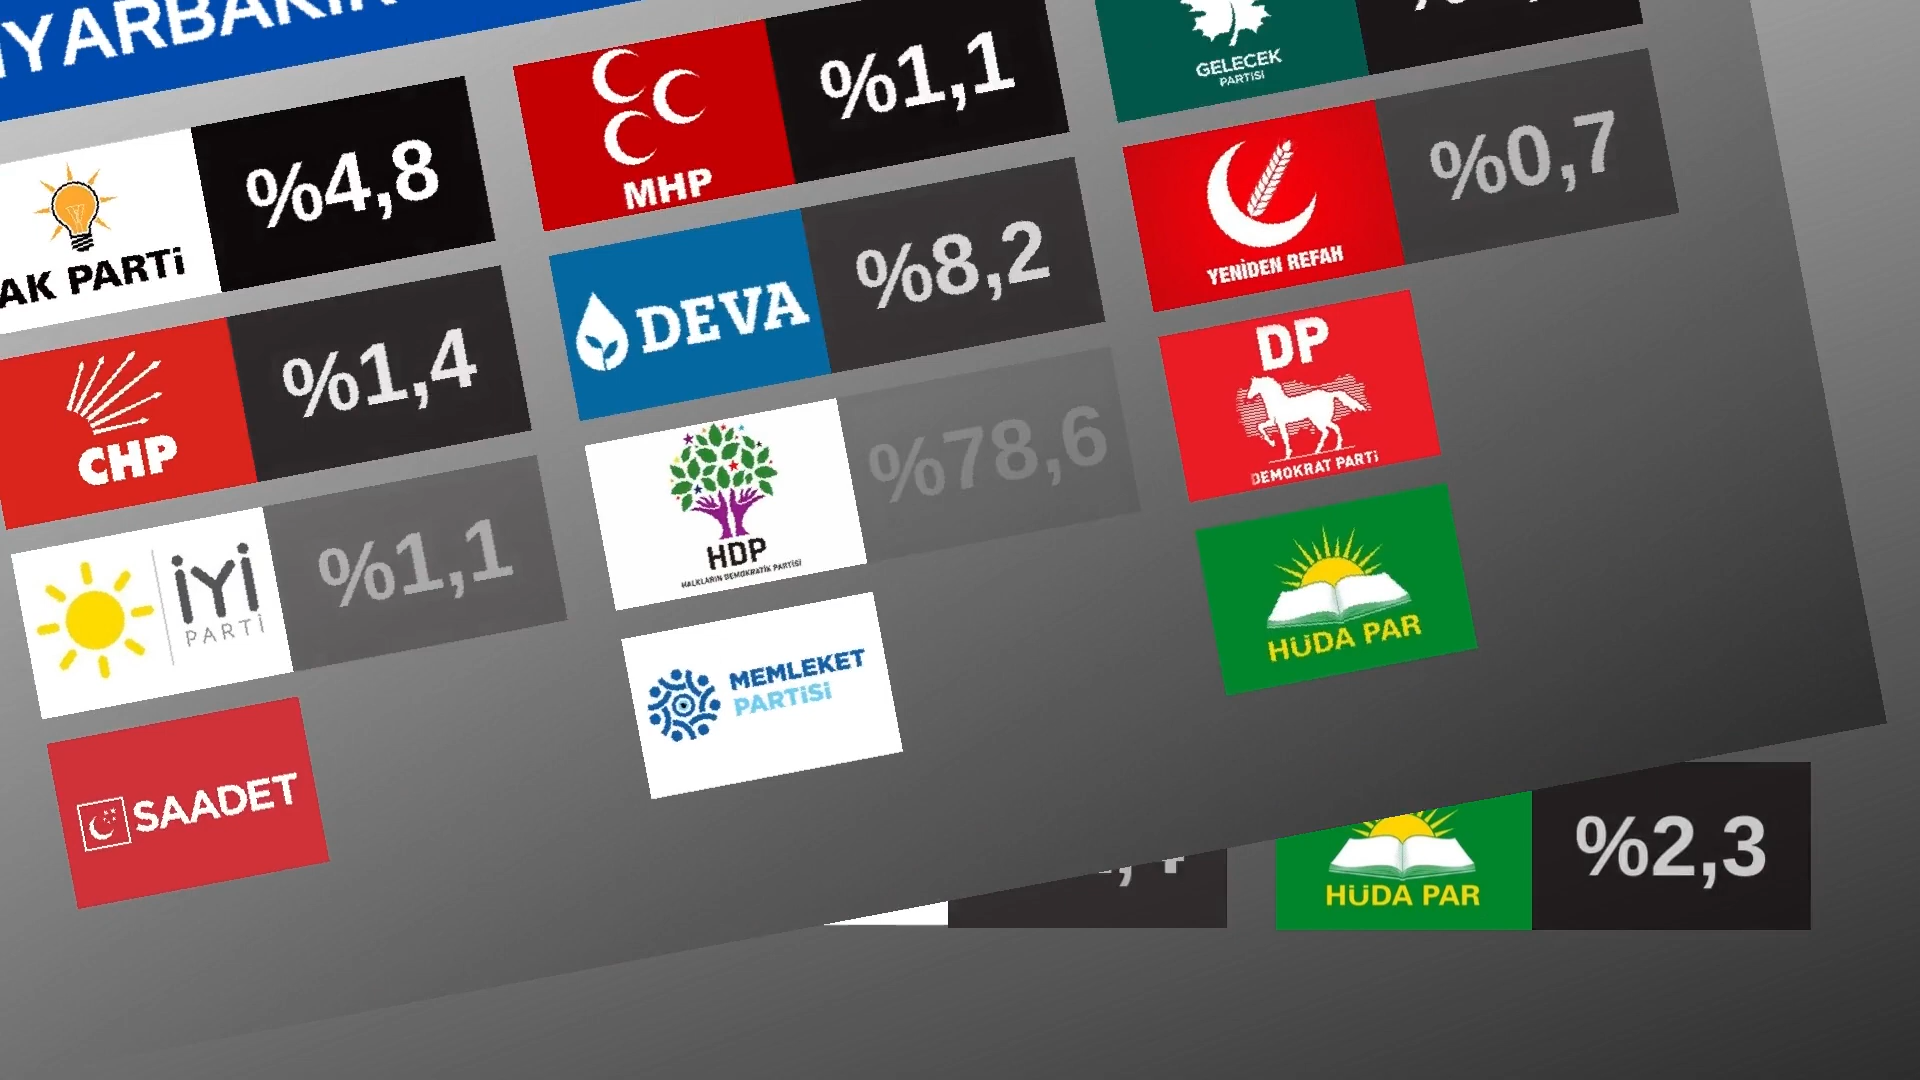 AK PARTİ
%4,8
CHP
%1,4
İYİ
PARTİ
%1,1
SAADET
MHP
%1,1
DEVA
%8,2
HDP
HALKLARIN DEMOKRATİK PARTİSİ
%78,6
MEMLEKET
PARTİSİ
GELECEK
PARTİSİ
YENİDEN REFAH
%0,7
DP
DEMOKRAT PARTİ
HÜDA PAR
HÜDA PAR
%2,3